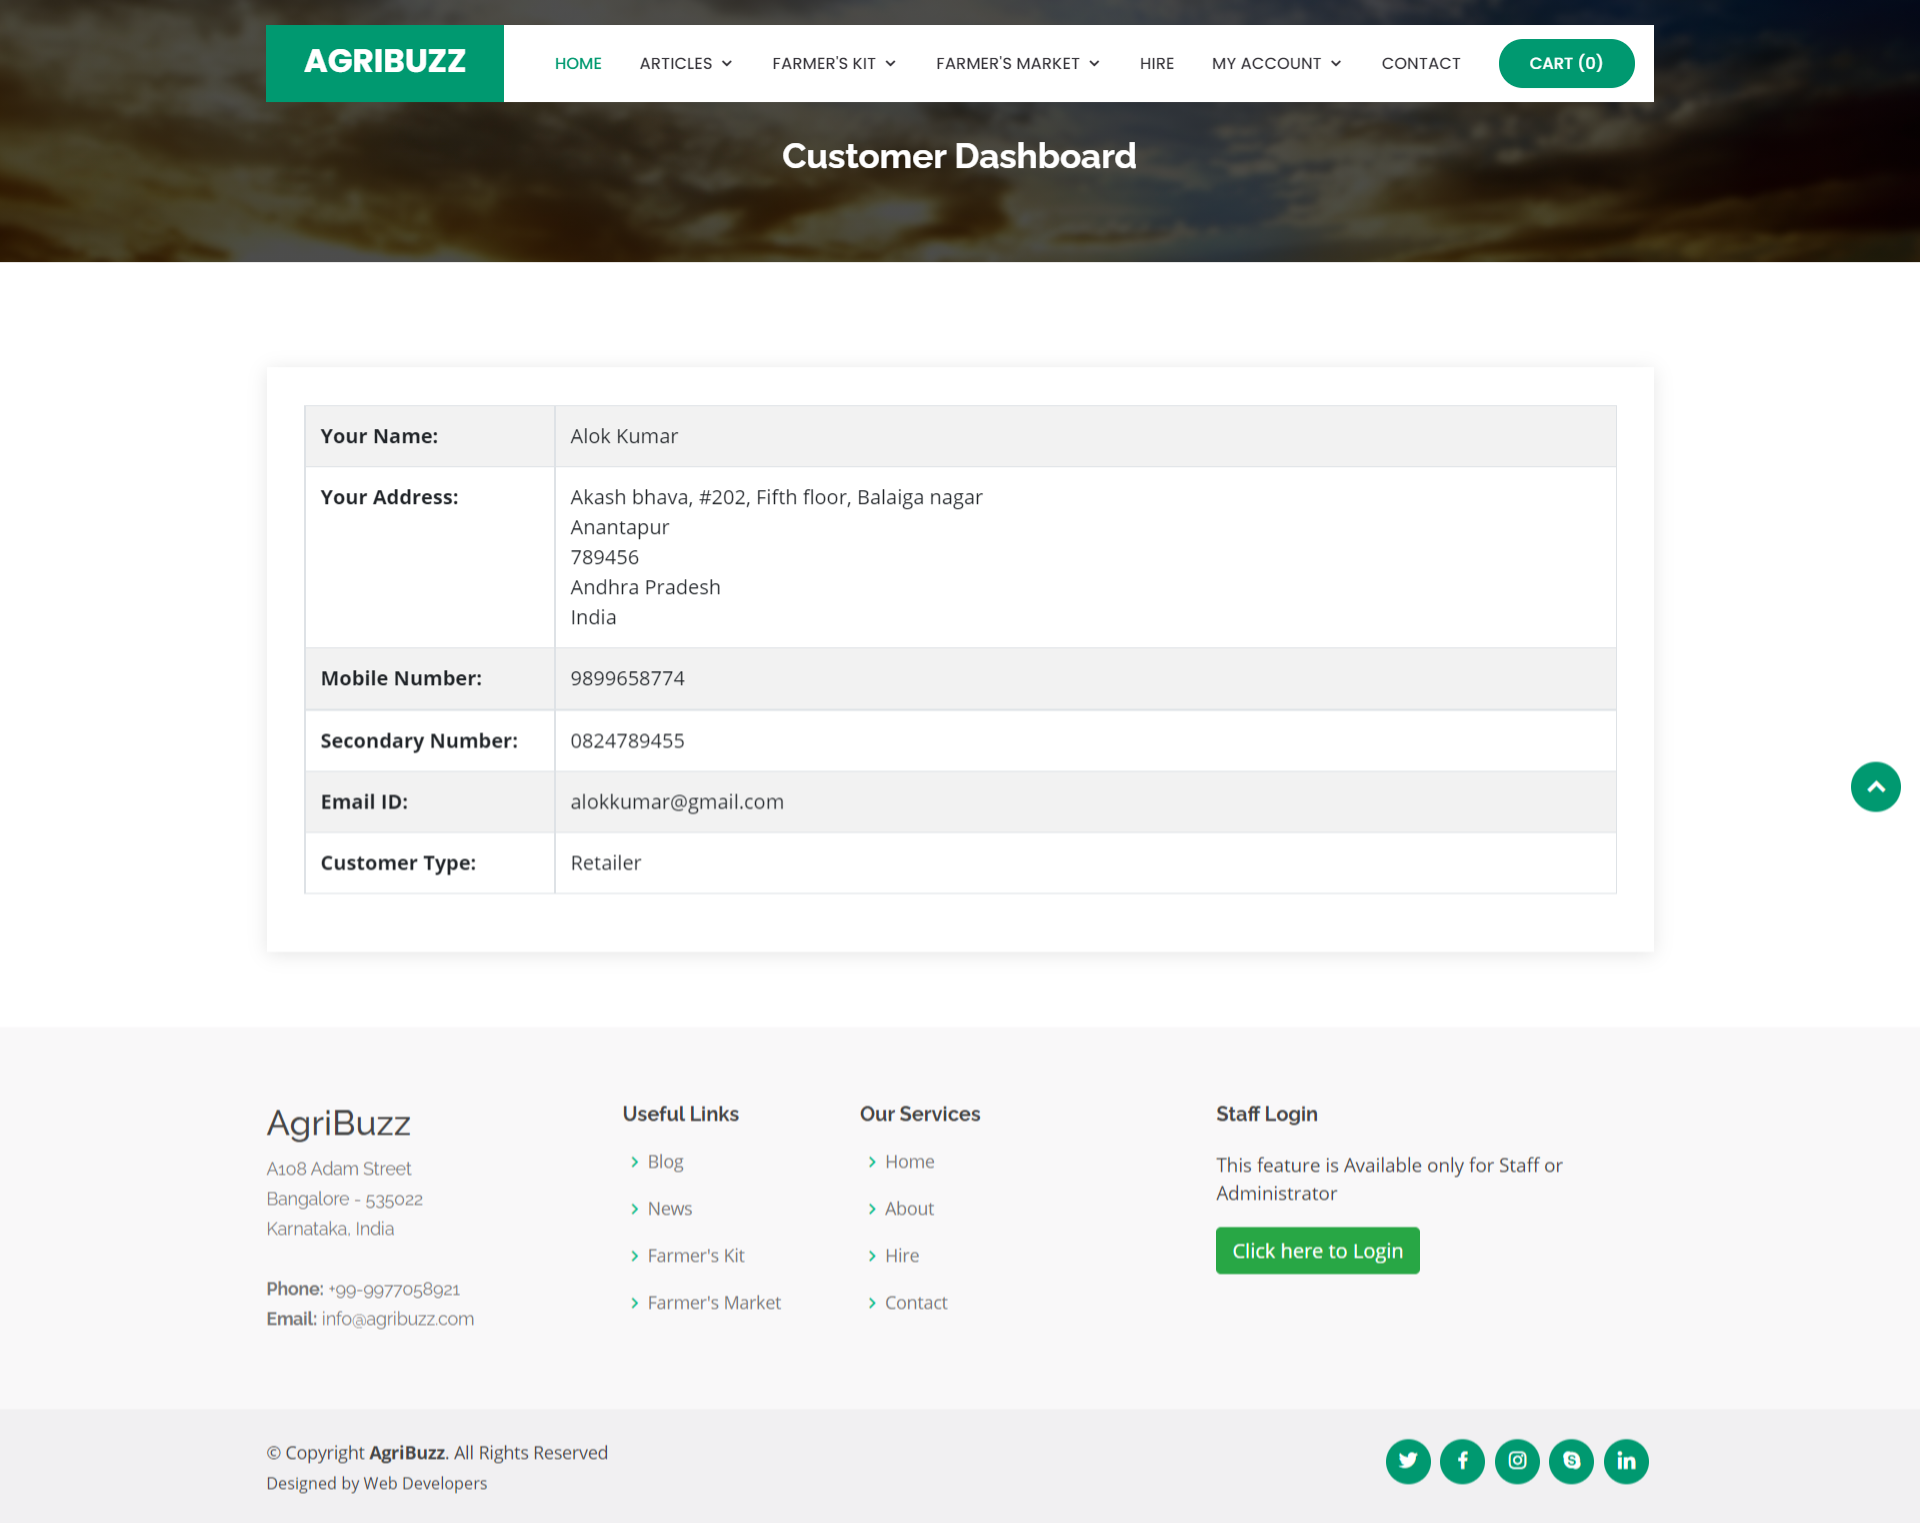 AGRIBUZZ
HOME ARTICLES FARMER'S KIT FARMER'S MARKET HIRE MY ACCOUNT CONTACT CART (0)
Customer Dashboard
Your Name: Alok Kumar
Your Address: Akash bhava, #202, Fifth floor, Balaiga nagar
Anantapur
789456
Andhra Pradesh
India
Mobile Number: 9899658774
Secondary Number: 0824789455
Email ID: alokkumar@gmail.com
Customer Type: Retailer
AgriBuzz
A108 Adam Street
Bangalore - 535022
Karnataka, India
Phone: +99-9977058921
Email: info@agribuzz.com
Useful Links
Blog
News
Farmer's Kit
Farmer's Market
Our Services
Home
About
Hire
Contact
Staff Login
This feature is Available only for Staff or
Administrator
Click here to Login
© Copyright AgriBuzz. All Rights Reserved
Designed by Web Developers